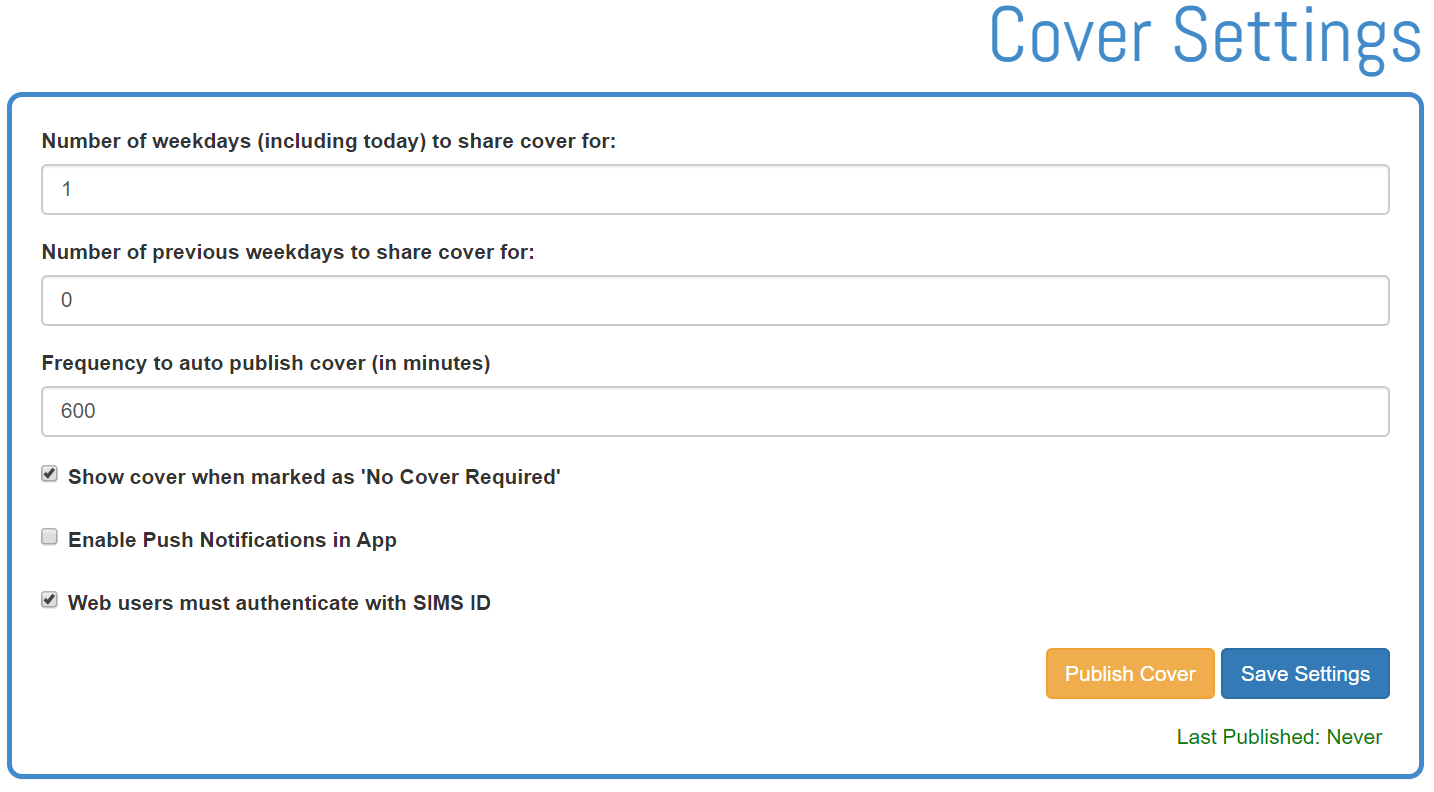 Cover Settings
Number of weekdays (including today) to share cover for:
1
Number of previous weekdays to share cover for:
0
Frequency to auto publish cover (in minutes)
600
Show cover when marked as 'No Cover Required'
Enable Push Notifications in App
Web users must authenticate with SIMS ID
Publish Cover Save Settings
Last Published: Never